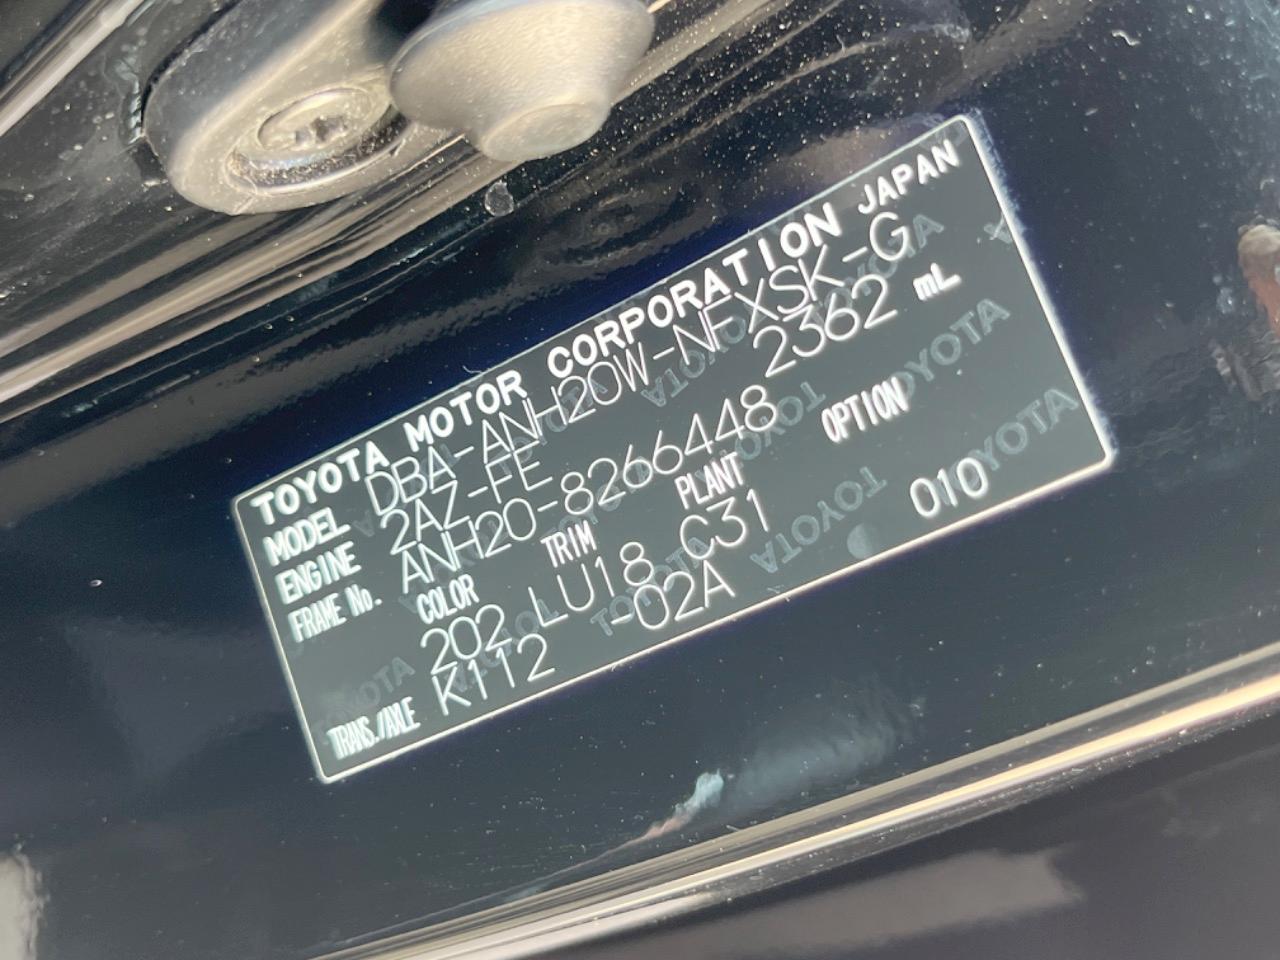 TOYOTA MOTOR CORPORATION JAPAN
MODEL DBA-ANH20W-NFXSK-G
ENGINE 2AZ-FE 2362 mL
FRAME No. ANH20-8266448
COLOR TRIM PLANT OPTION
202 LU18 C31 010
TRANS./AXLE K112 -02A